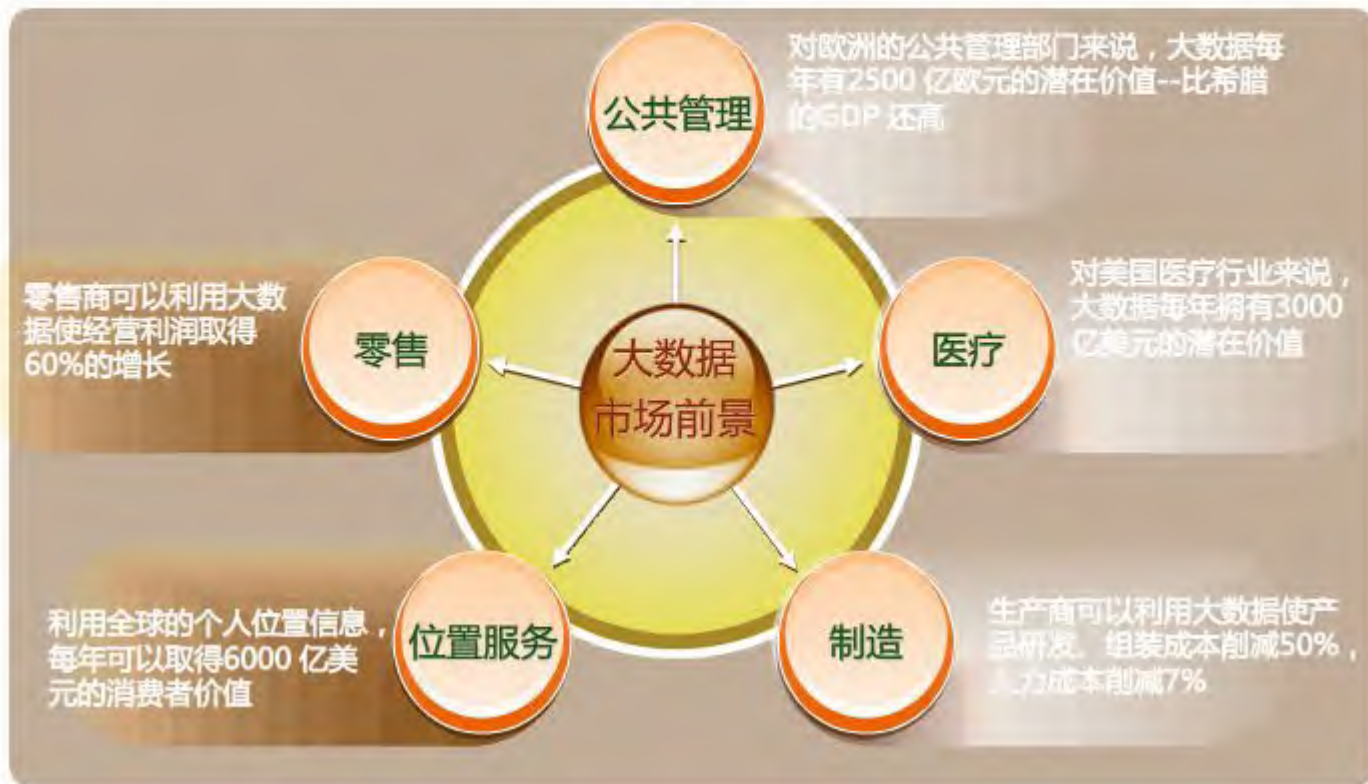 公共管理
对欧洲的公共管理部门来说，大数据每
年有2500 亿欧元的潜在价值--比希腊
的GDP 还高
零售商可以利用大数
据使经营利润取得
60%的增长
零售
大数据
市场前景
医疗
对美国医疗行业来说，
大数据每年拥有3000
亿美元的潜在价值
利用全球的个人位置信息，
每年可以取得6000 亿美
元的消费者价值
位置服务
制造
生产商可以利用大数据使产
品研发、组装成本削减50%，
人力成本削减7%